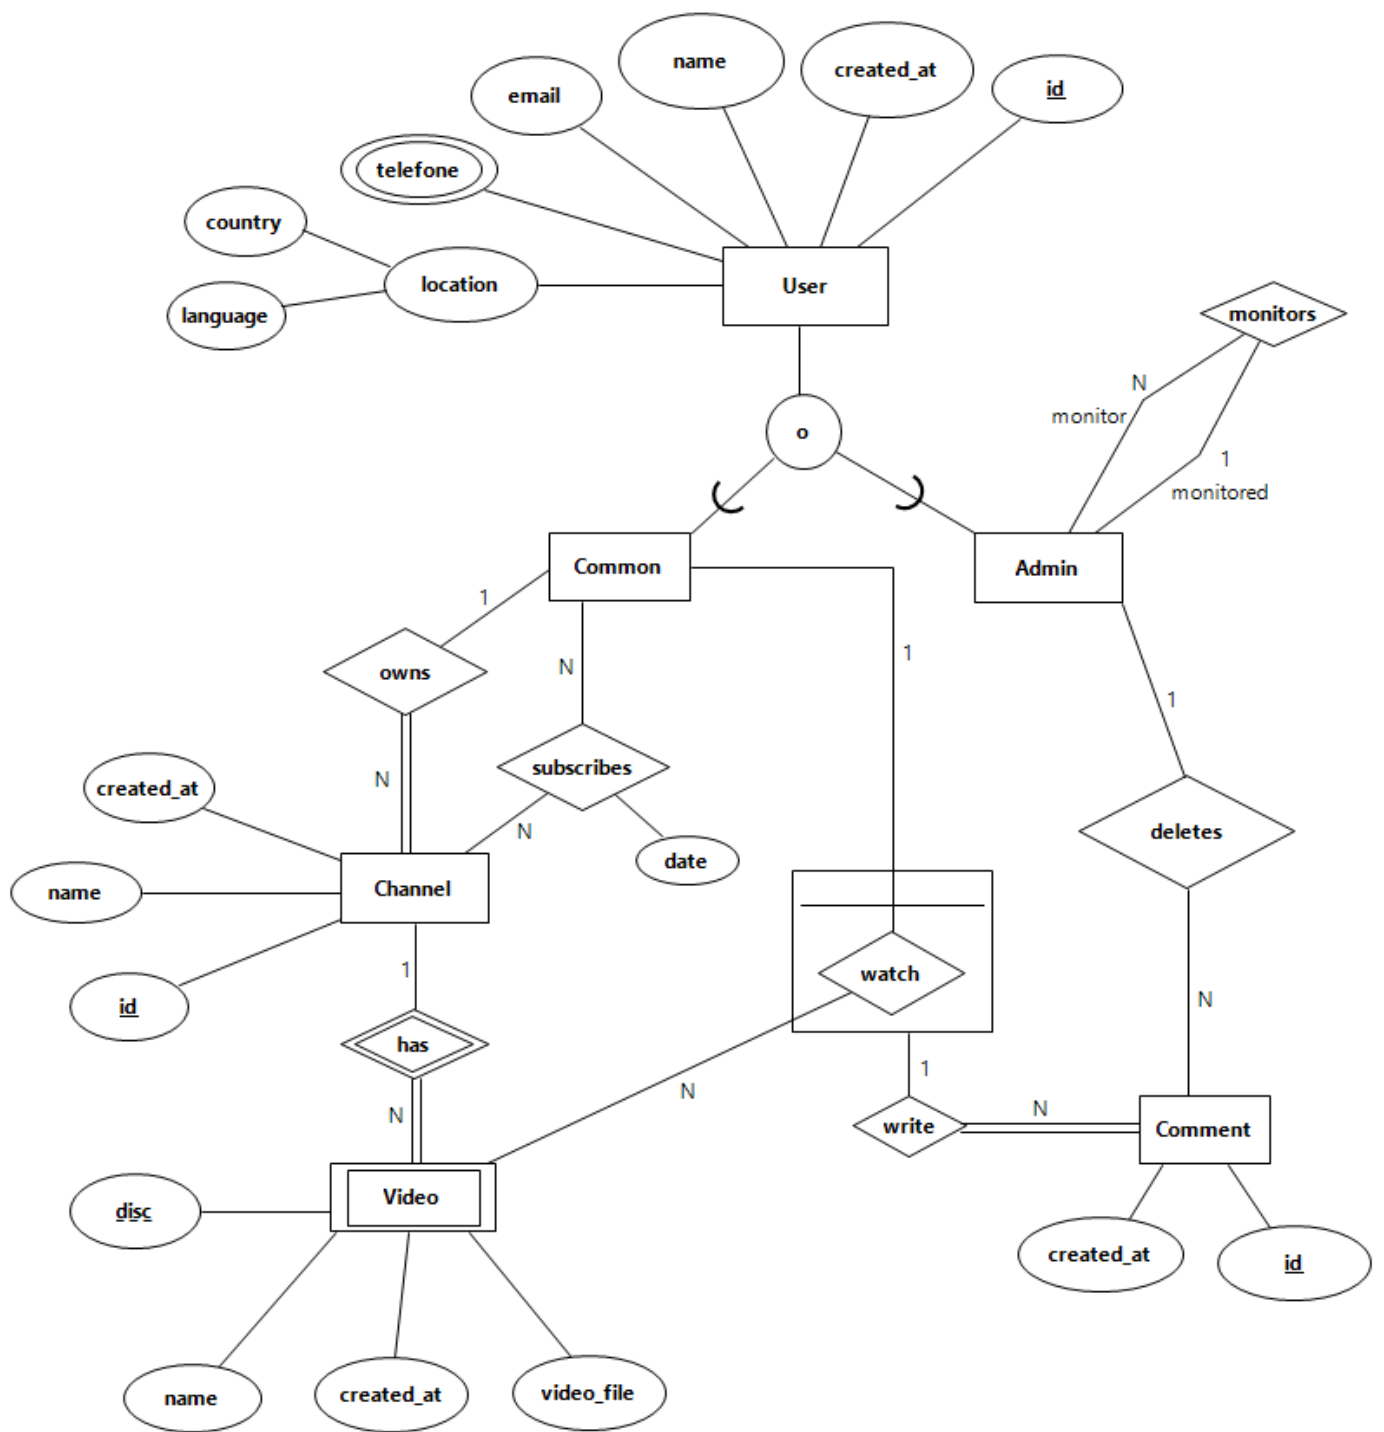 name
created_at
id
email
telefone
country
location
language
User
monitors
N
monitor
1
monitored
o
Common
Admin
1
owns
N
subscribes
N
date
N
1
1
deletes
N
created_at
name
id
Channel
1
has
N
watch
N
1
write
N
Comment
created_at
id
Video
disc
name
created_at
video_file